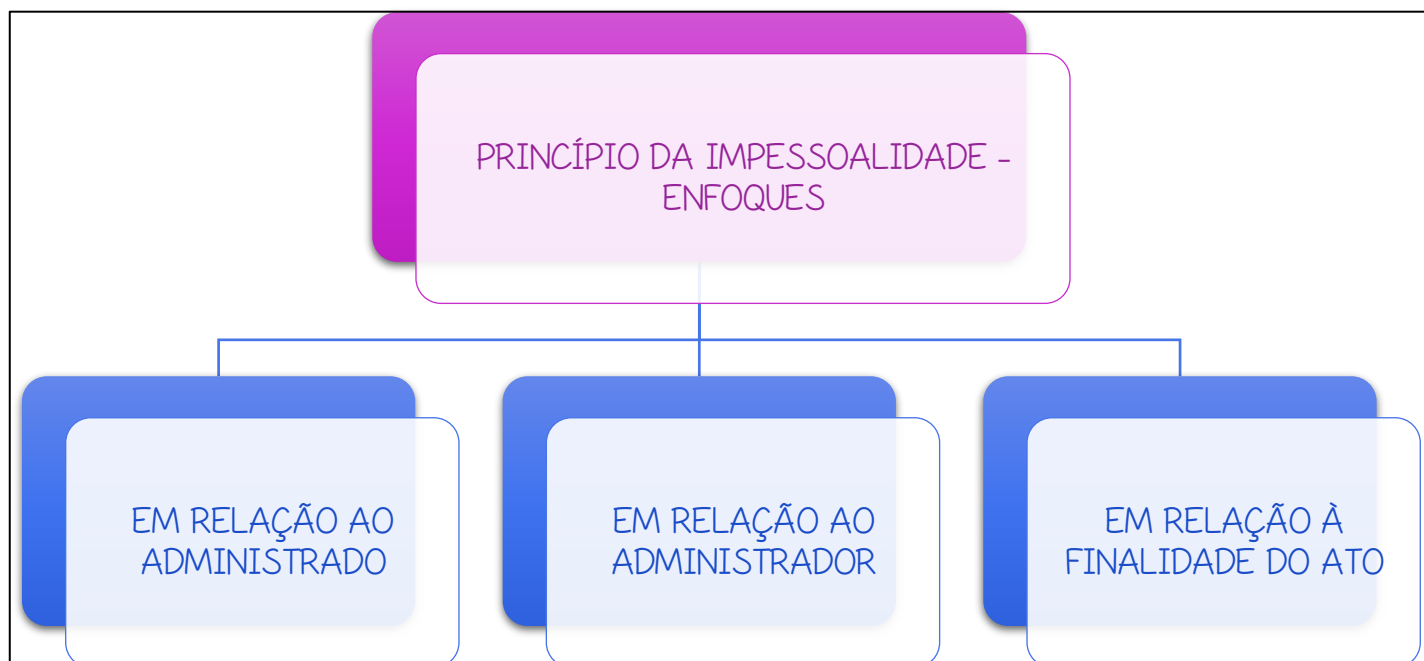 PRINCÍPIO DA IMPESSOALIDADE -
ENFOQUES
EM RELAÇÃO AO
ADMINISTRADO
EM RELAÇÃO AO
ADMINISTRADOR
EM RELAÇÃO À
FINALIDADE DO ATO